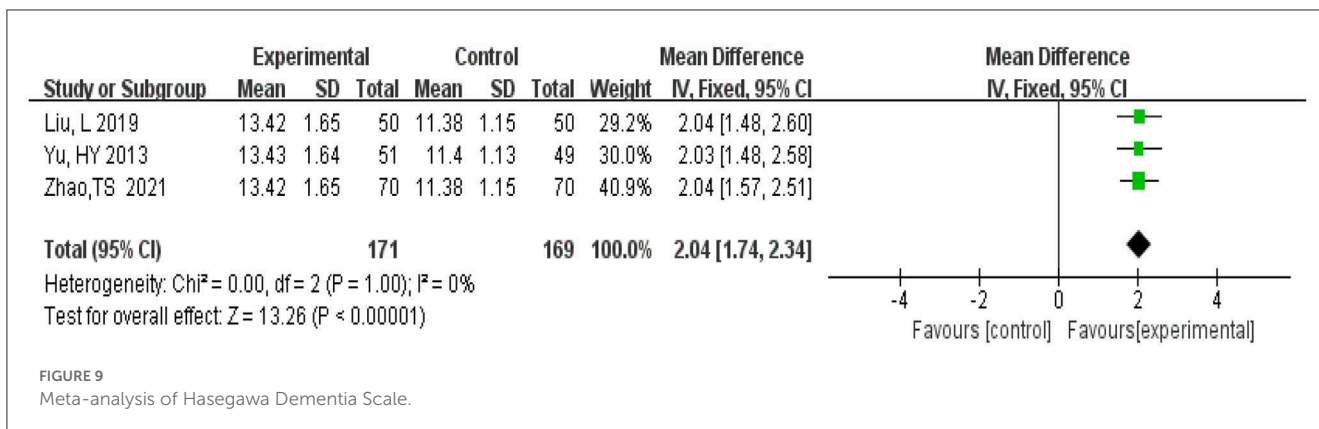 Experimental Control Mean Difference Mean Difference
Study or Subgroup Mean SD Total Mean SD Total Weight IV, Fixed, 95% CI IV, Fixed, 95% CI
Liu, L 2019 13.42 1.65 50 11.38 1.15 50 29.2% 2.04 [1.48, 2.60]
Yu, HY 2013 13.43 1.64 51 11.4 1.13 49 30.0% 2.03 [1.48, 2.58]
Zhao,TS 2021 13.42 1.65 70 11.38 1.15 70 40.9% 2.04 [1.57, 2.51]
Total (95% CI) 171 169 100.0% 2.04 [1.74, 2.34]
Heterogeneity: Chi² = 0.00, df = 2 (P = 1.00); I² = 0%
Test for overall effect: Z = 13.26 (P < 0.00001)
-4 -2 0 2 4
Favours [control] Favours[experimental]
FIGURE 9
Meta-analysis of Hasegawa Dementia Scale.